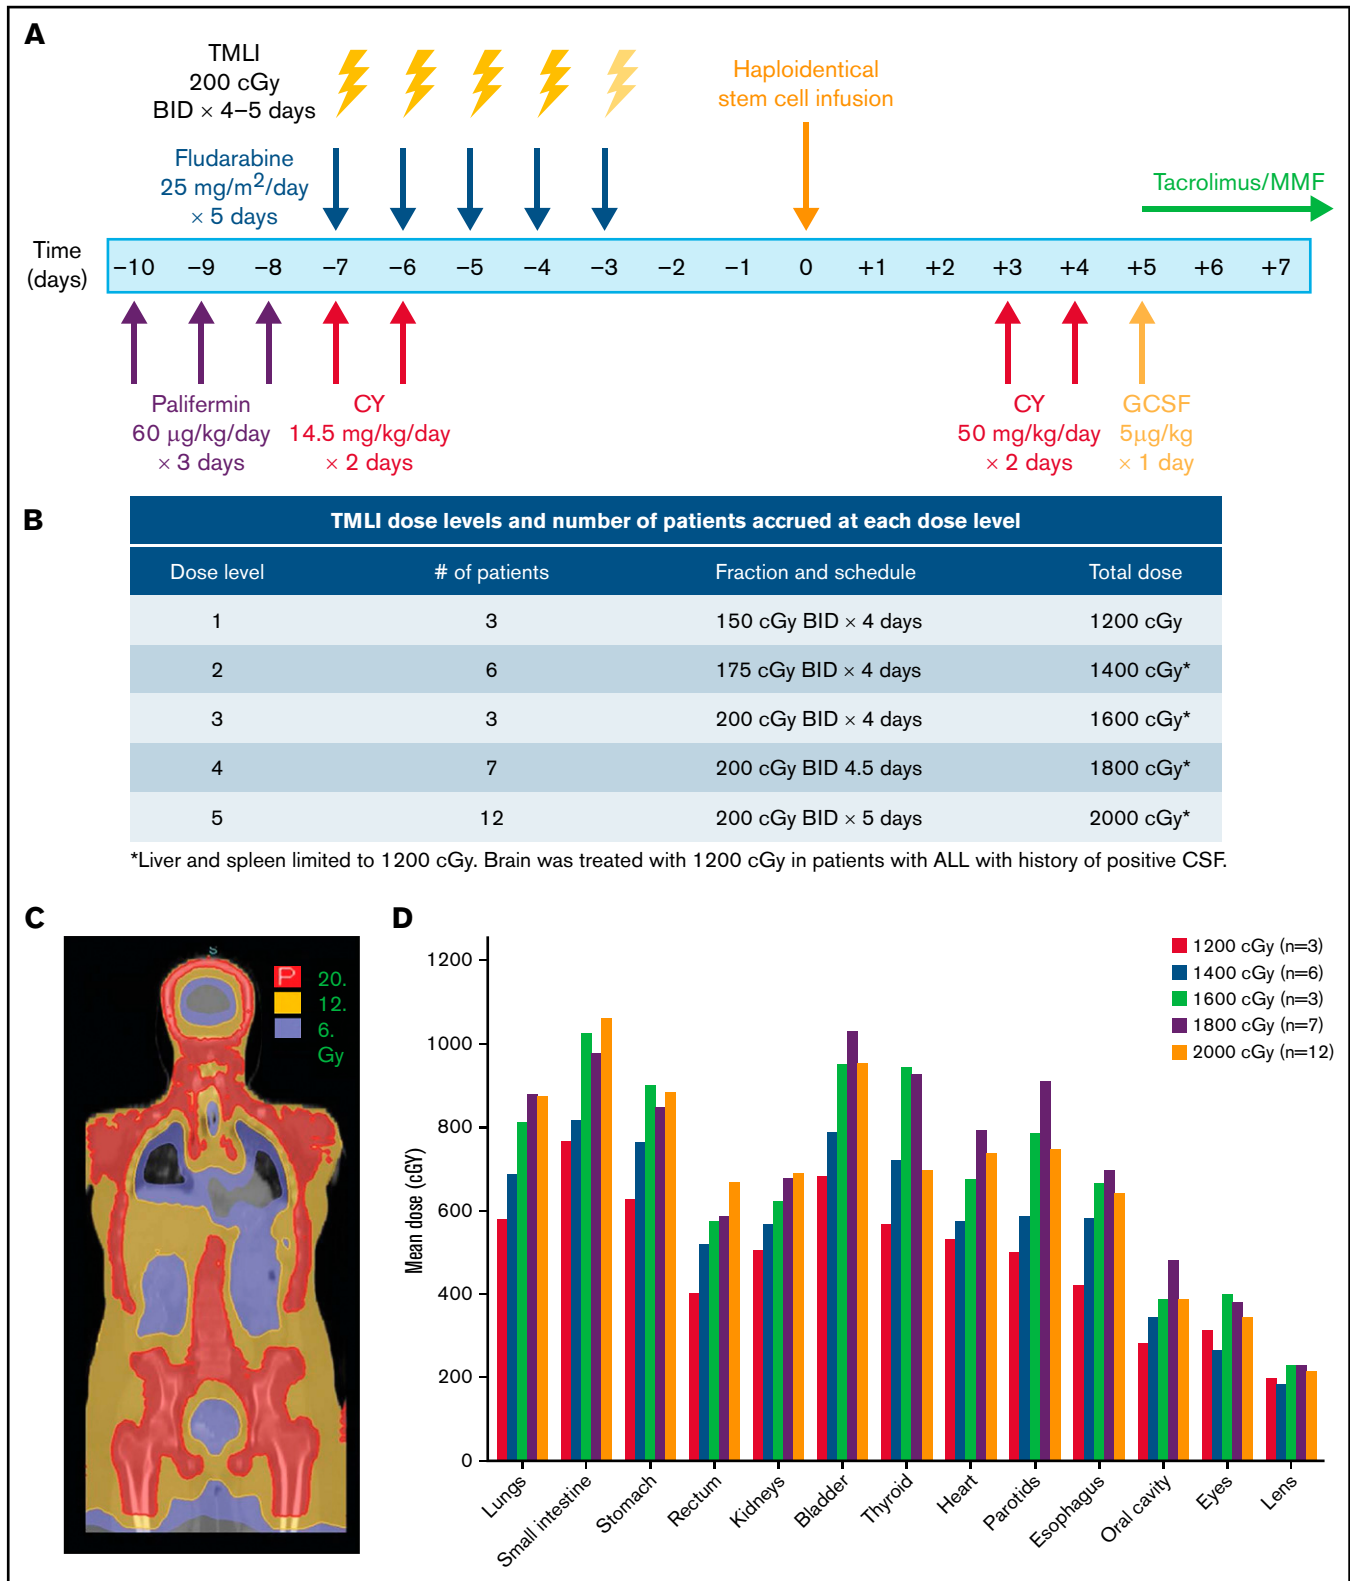 A
TMLI
200 cGy
BID × 4–5 days
Haploidentical
stem cell infusion
Fludarabine
25 mg/m²/day
× 5 days
Tacrolimus/MMF
Time
(days)
–10 –9 –8 –7 –6 –5 –4 –3 –2 –1 0 +1 +2 +3 +4 +5 +6 +7
Palifermin
60 μg/kg/day
× 3 days
CY
14.5 mg/kg/day
× 2 days
CY
50 mg/kg/day
× 2 days
GCSF
5μg/kg
× 1 day
B
TMLI dose levels and number of patients accrued at each dose level
Dose level # of patients Fraction and schedule Total dose
1 3 150 cGy BID × 4 days 1200 cGy
2 6 175 cGy BID × 4 days 1400 cGy*
3 3 200 cGy BID × 4 days 1600 cGy*
4 7 200 cGy BID 4.5 days 1800 cGy*
5 12 200 cGy BID × 5 days 2000 cGy*
*Liver and spleen limited to 1200 cGy. Brain was treated with 1200 cGy in patients with ALL with history of positive CSF.
C
S
P 20.
12.
6.
Gy
D
1200 cGy (n=3)
1400 cGy (n=6)
1600 cGy (n=3)
1800 cGy (n=7)
2000 cGy (n=12)
Mean dose (cGY)
1200
1000
800
600
400
200
0
Lungs
Small intestine
Stomach
Rectum
Kidneys
Bladder
Thyroid
Heart
Parotids
Esophagus
Oral cavity
Eyes
Lens